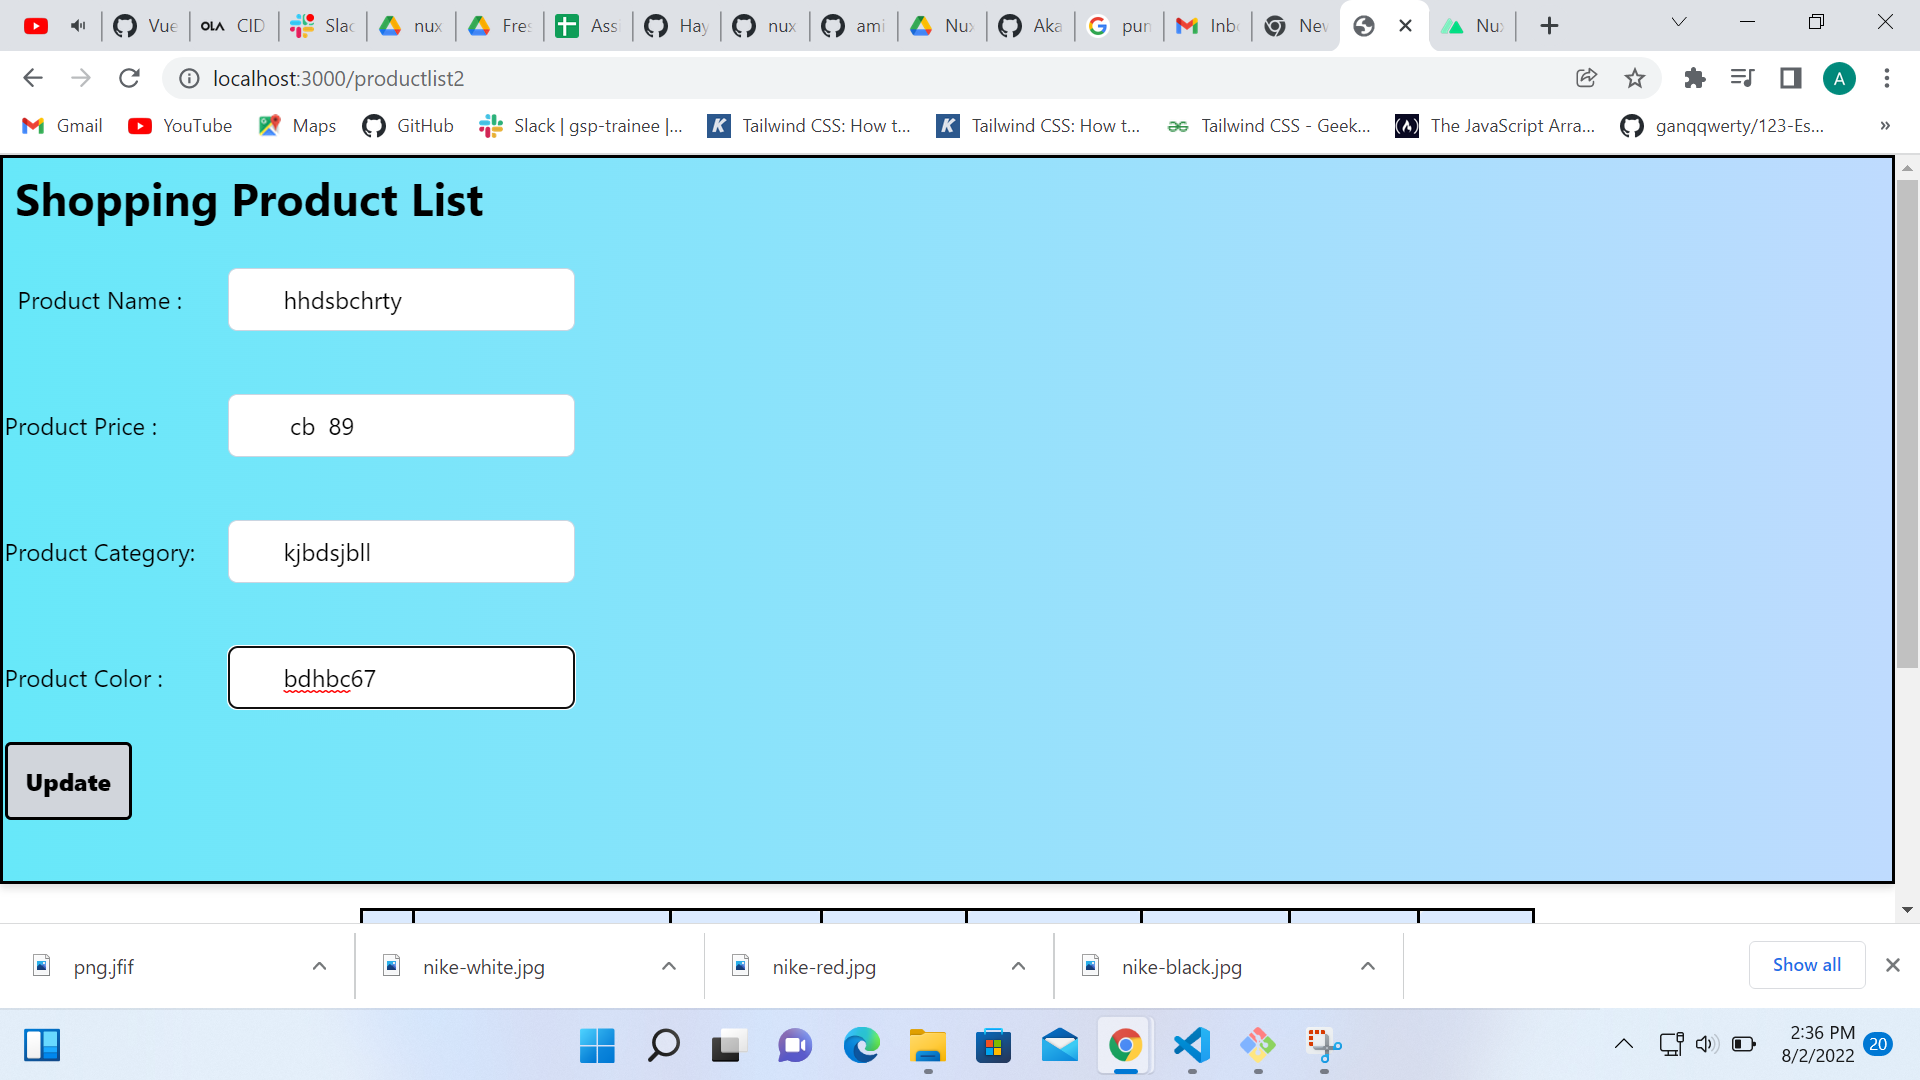 Vue
CID
Slac
nux
Fres
Ass
Hay
nux
ami
Nux
Aka
pun
Inbo
New
Nux
localhost:3000/productlist2
A
Gmail
YouTube
Maps
GitHub
Slack | gsp-trainee |...
Tailwind CSS: How t...
Tailwind CSS: How t...
Tailwind CSS - Geek...
The JavaScript Arra...
ganqqwerty/123-Es...
»
Shopping Product List
Product Name :
hhdsbchrty
Product Price :
cb 89
Product Category:
kjbdsjbll
Product Color :
bdhbc67
Update
png.jfif
nike-white.jpg
nike-red.jpg
nike-black.jpg
Show all
2:36 PM
8/2/2022
20